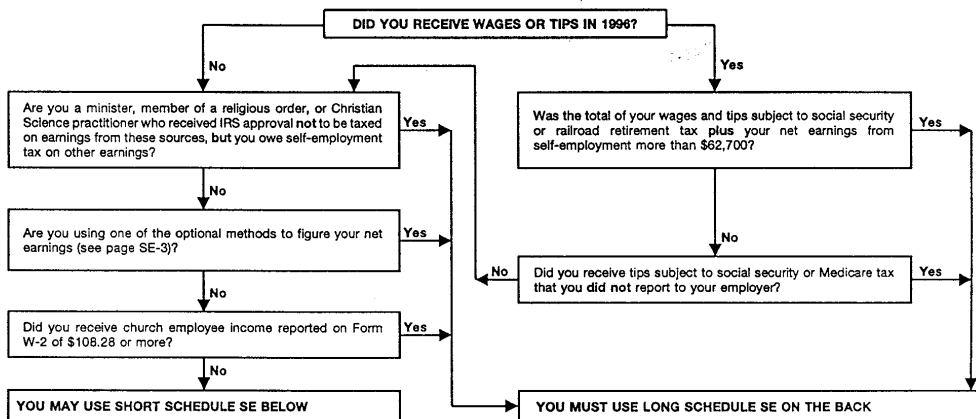 DID YOU RECEIVE WAGES OR TIPS IN 1996?
No
Yes
Are you a minister, member of a religious order, or Christian
Science practitioner who received IRS approval not to be taxed
on earnings from these sources, but you owe self-employment
tax on other earnings?
Yes
Was the total of your wages and tips subject to social security
or railroad retirement tax plus your net earnings from
self-employment more than $62,700?
Yes
No
No
Are you using one of the optional methods to figure your net
earnings (see page SE-3)?
Yes
No
Did you receive tips subject to social security or Medicare tax
that you did not report to your employer?
Yes
No
Did you receive church employee income reported on Form
W-2 of $108.28 or more?
Yes
No
YOU MAY USE SHORT SCHEDULE SE BELOW
YOU MUST USE LONG SCHEDULE SE ON THE BACK